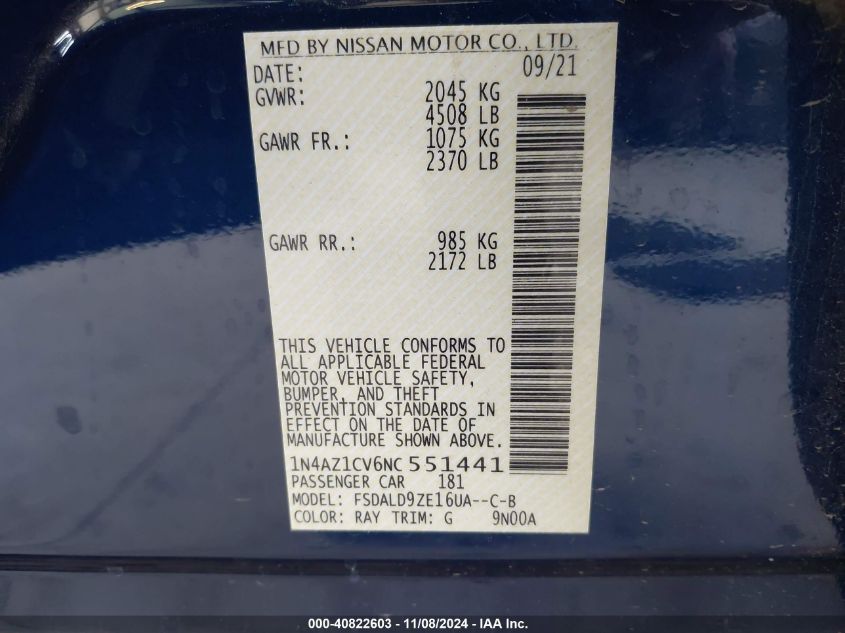 MFD BY NISSAN MOTOR CO., LTD.
DATE: 09/21
GVWR: 2045 KG
4508 LB
GAWR FR.: 1075 KG
2370 LB
GAWR RR.: 985 KG
2172 LB
THIS VEHICLE CONFORMS TO
ALL APPLICABLE FEDERAL
MOTOR VEHICLE SAFETY,
BUMPER, AND THEFT
PREVENTION STANDARDS IN
EFFECT ON THE DATE OF
MANUFACTURE SHOWN ABOVE.
1N4AZ1CV6NC551441
PASSENGER CAR 181
MODEL: FSDALD9ZE16UA--C-B
COLOR: RAY TRIM: G 9N00A
000-40822603 - 11/08/2024 - IAA Inc.